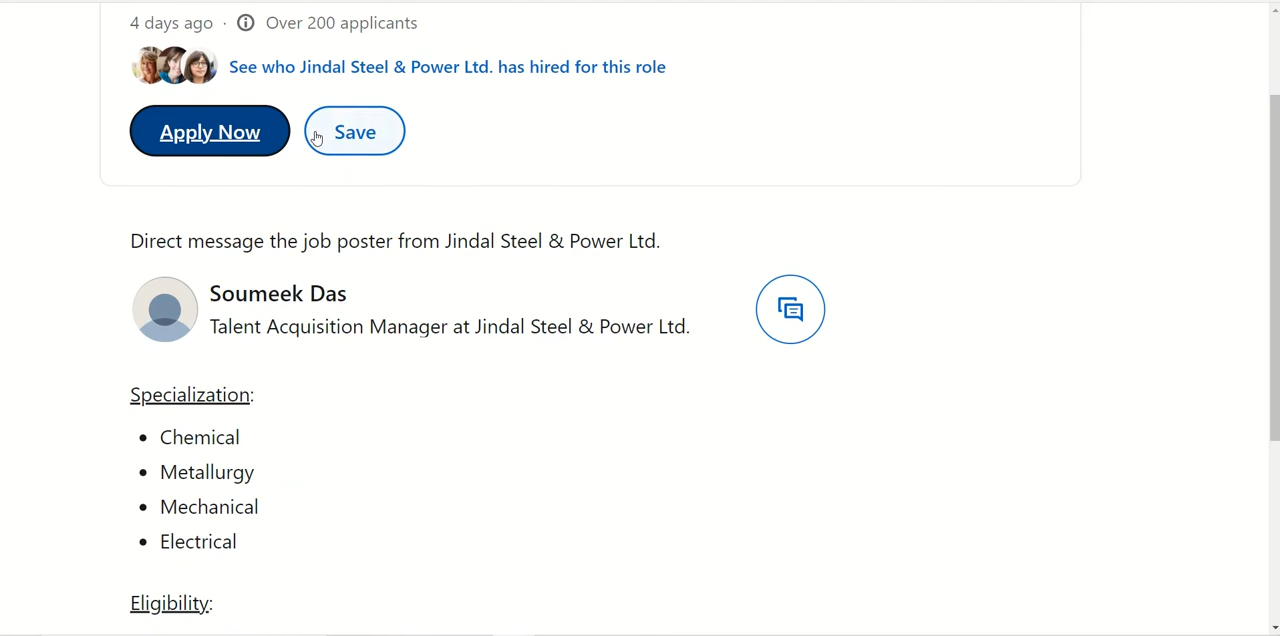 4 days ago · Over 200 applicants
See who Jindal Steel & Power Ltd. has hired for this role
Apply Now Save
Direct message the job poster from Jindal Steel & Power Ltd.
Soumeek Das
Talent Acquisition Manager at Jindal Steel & Power Ltd.
Specialization:
• Chemical
• Metallurgy
• Mechanical
• Electrical
Eligibility: